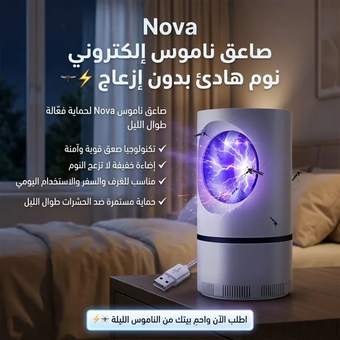 Nova
صاعق ناموس إلكتروني
نوم هادئ بدون إزعاج ⚡
صاعق ناموس Nova لحماية فعّالة
طوال الليل
✓ تكنولوجيا صعق قوية وآمنة
✓ إضاءة خفيفة لا تزعج النوم
✓ مناسب للغرف والسفر والاستخدام اليومي
✓ حماية مستمرة ضد الحشرات طوال الليل
اطلب الآن واحمِ بيتك من الناموس الليلة ⚡